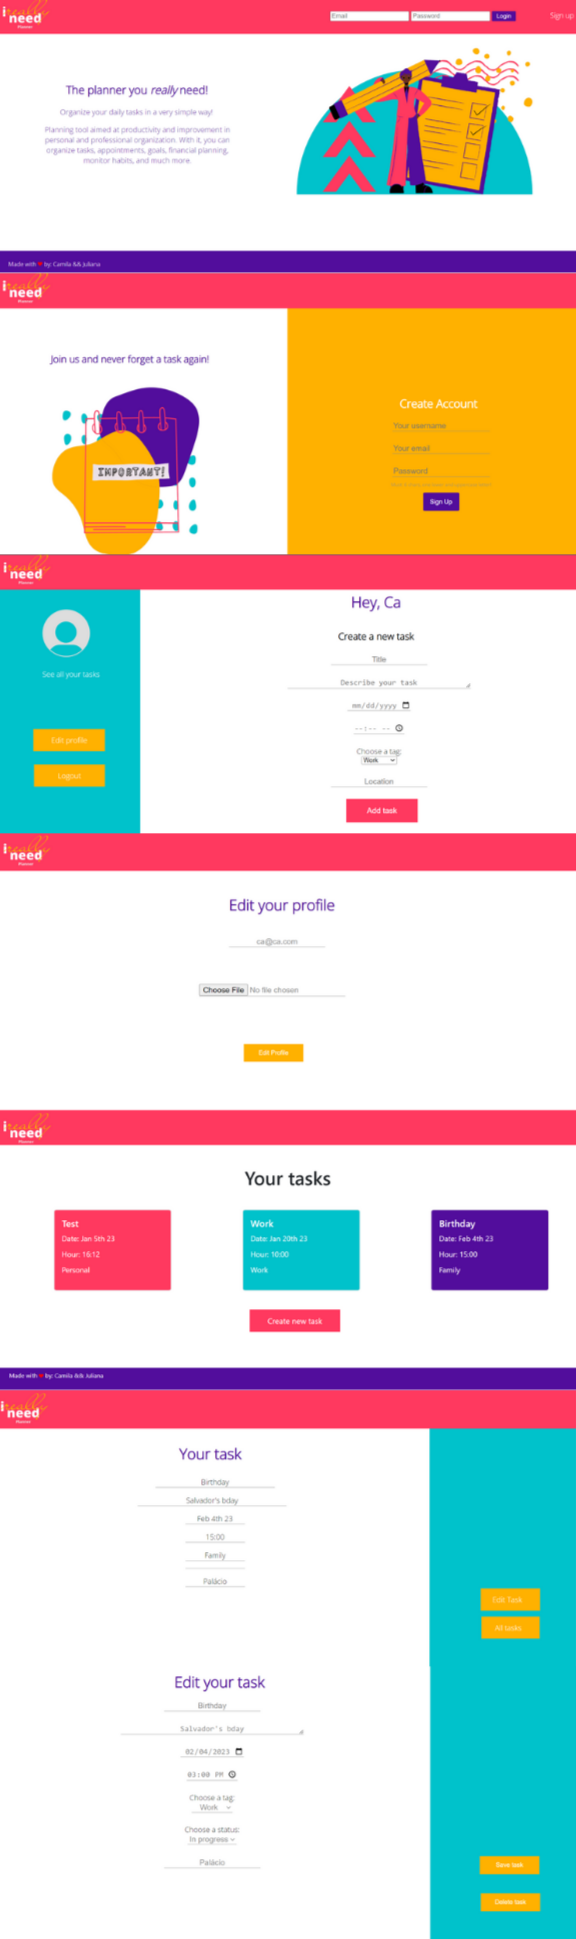 i really
need
Planner
Email
Password
Login
Sign up
The planner you really need!
Organize your daily tasks in a very simple way!
Planning tool aimed at productivity and improvement in
personal and professional organization. With it, you can
organize tasks, appointments, goals, financial planning,
monitor habits, and much more.
Made with ❤ by: Camila && Juliana
i really
need
Planner
Join us and never forget a task again!
IMPORTANT!
Create Account
Your username
Your email
Password
Sign Up
i really
need
Planner
See all your tasks
Edit profile
Logout
Hey, Ca
Create a new task
Title
Describe your task
mm/dd/yyyy
--:-- --
Choose a tag:
Work
Location
Add task
i really
need
Planner
Edit your profile
ca@ca.com
Choose File No file chosen
Edit Profile
i really
need
Planner
Your tasks
Test
Date: Jan 5th 23
Hour: 16:12
Personal
Work
Date: Jan 20th 23
Hour: 10:00
Work
Birthday
Date: Feb 4th 23
Hour: 15:00
Family
Create new task
Made with ❤ by: Camila && Juliana
i really
need
Planner
Your task
Birthday
Salvador's bday
Feb 4th 23
15:00
Family
Palácio
Edit Task
All tasks
Edit your task
Birthday
Salvador's bday
02/04/2023
03:00 PM
Choose a tag:
Work
Choose a status:
In progress
Palácio
Save task
Delete task